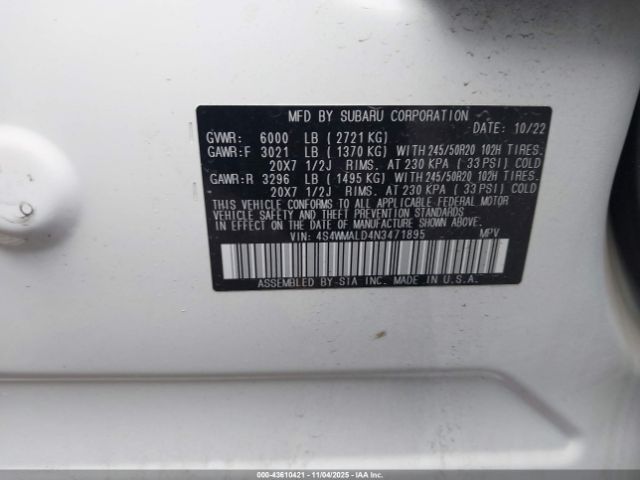 MFD BY SUBARU CORPORATION
DATE: 10/22
GVWR: 6000 LB ( 2721 KG)
GAWR:F 3021 LB ( 1370 KG) WITH 245/50R20 102H TIRES.
20X7 1/2J RIMS. AT 230 KPA ( 33 PSI) COLD
GAWR:R 3296 LB ( 1495 KG) WITH 245/50R20 102H TIRES.
20X7 1/2J RIMS. AT 230 KPA ( 33 PSI) COLD
THIS VEHICLE CONFORMS TO ALL APPLICABLE FEDERAL MOTOR
VEHICLE SAFETY AND THEFT PREVENTION STANDARDS IN
EFFECT ON THE DATE OF MANUFACTURE SHOWN ABOVE.
VIN: 4S4WMALD4N3471895 MPV
ASSEMBLED BY SIA INC. MADE IN U.S.A.
000-43610421 - 11/04/2025 - IAAI.COM